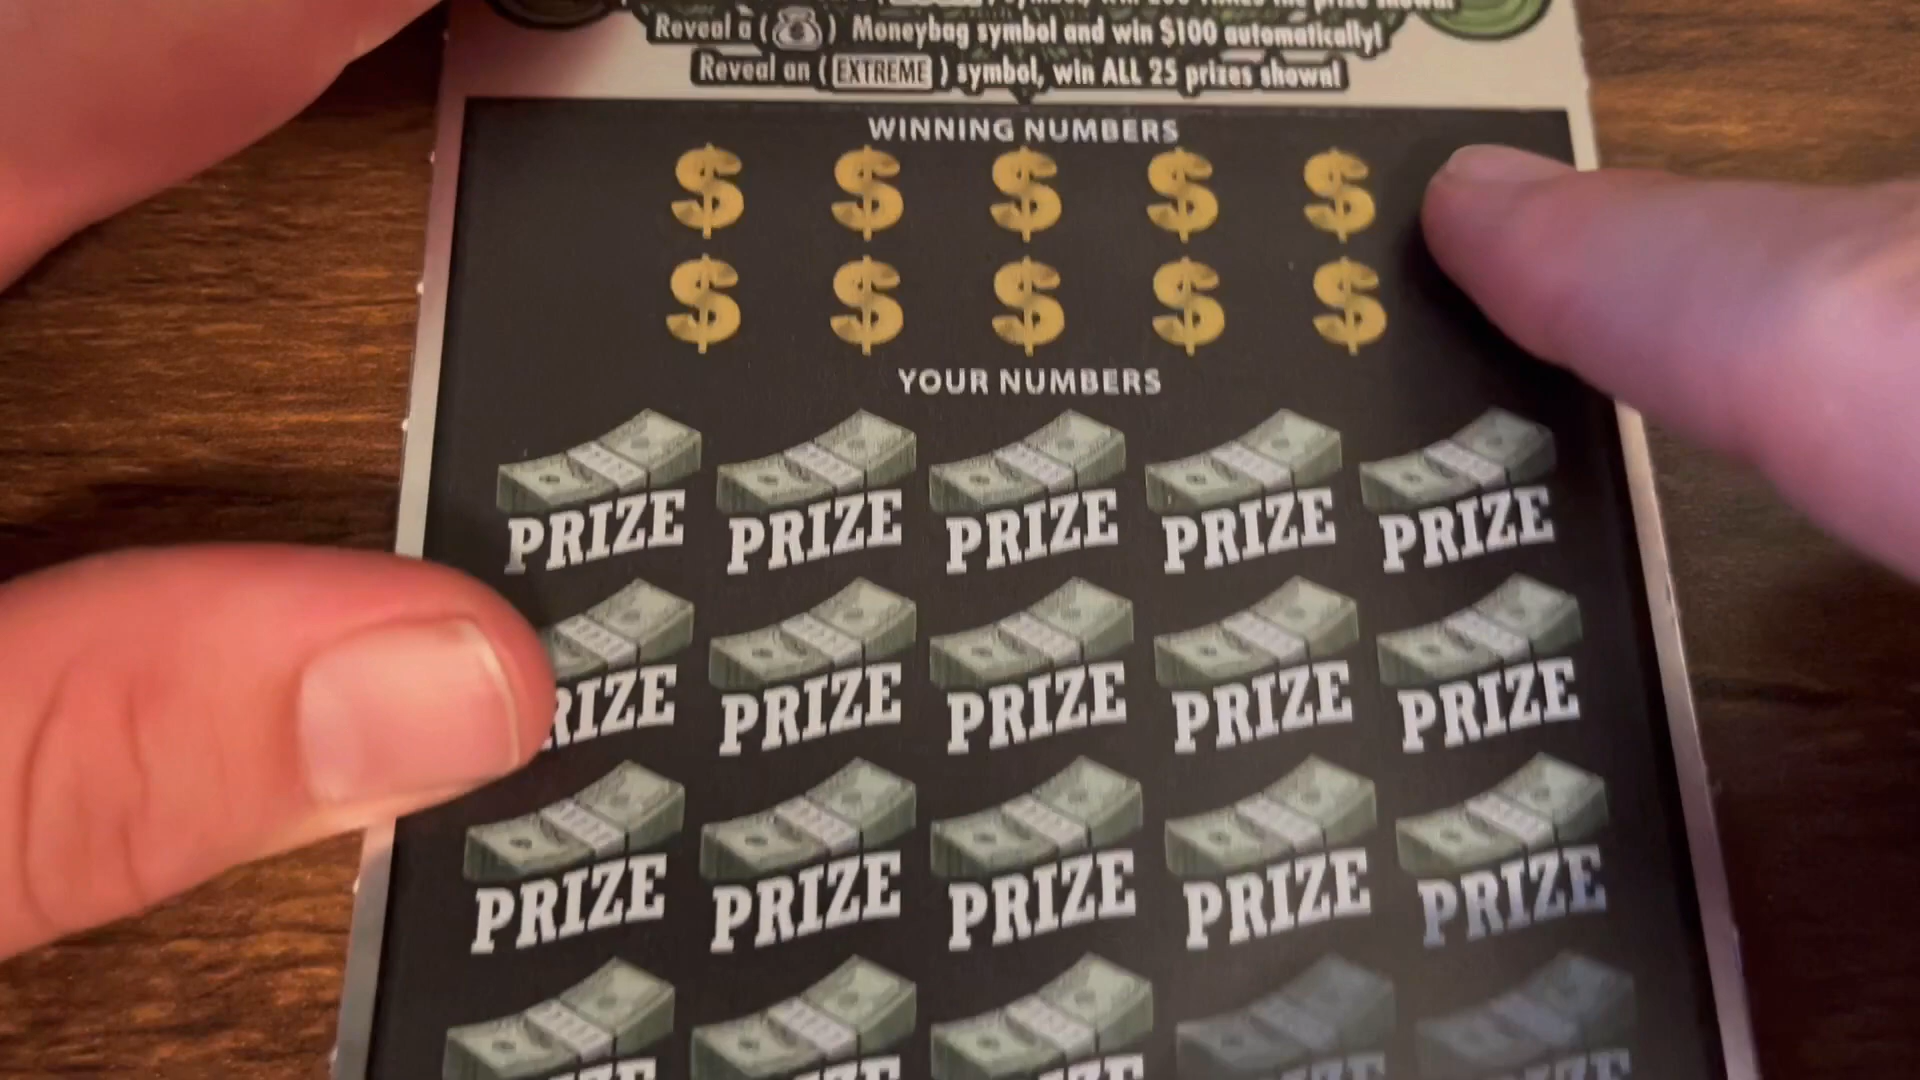 Reveal a ( ) Moneybag symbol and win $100 automatically!
Reveal an (EXTREME) symbol, win ALL 25 prizes shown!
WINNING NUMBERS
$ $ $ $ $
$ $ $ $ $
YOUR NUMBERS
PRIZE PRIZE PRIZE PRIZE PRIZE
RIZE PRIZE PRIZE PRIZE PRIZE
PRIZE PRIZE PRIZE PRIZE PRIZE